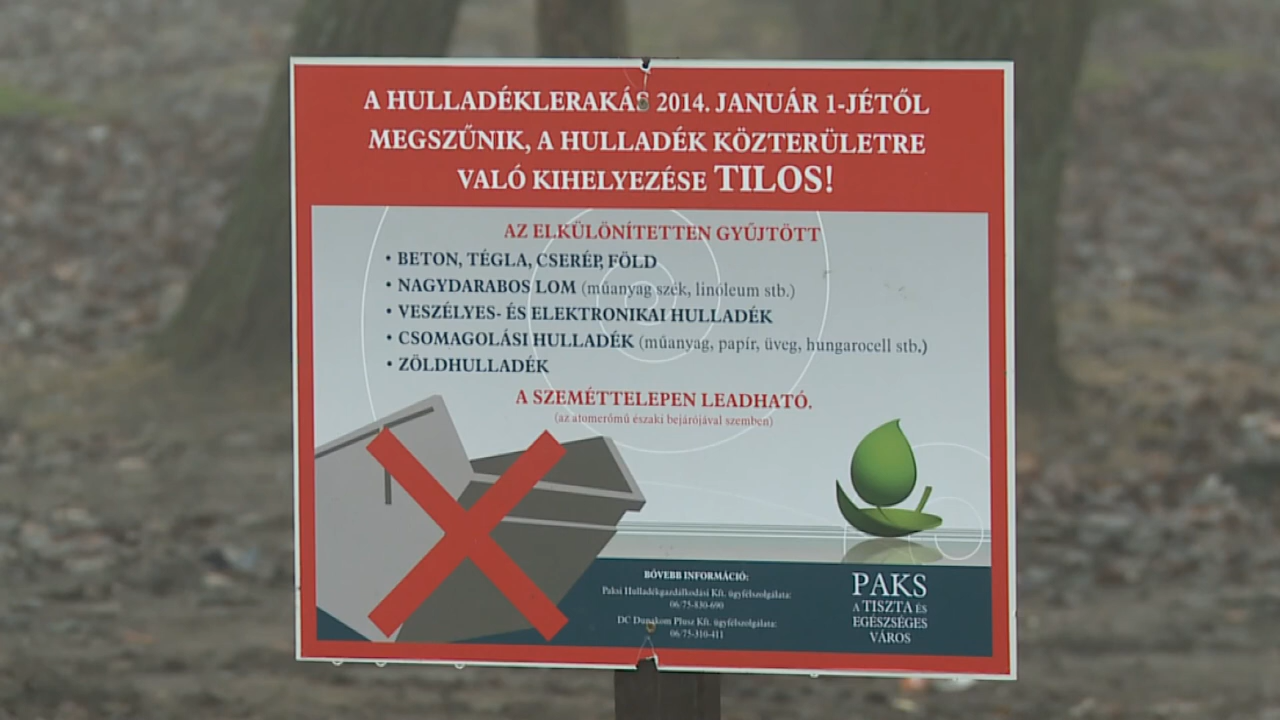 A HULLADÉKLERAKÁS 2014. JANUÁR 1-JÉTŐL
MEGSZŰNIK, A HULLADÉK KÖZTERÜLETRE
VALÓ KIHELYEZÉSE TILOS!
AZ ELKÜLÖNÍTETTEN GYŰJTÖTT
• BETON, TÉGLA, CSERÉP, FÖLD
• NAGYDARABOS LOM (műanyag szék, linóleum stb.)
• VESZÉLYES- ÉS ELEKTRONIKAI HULLADÉK
• CSOMAGOLÁSI HULLADÉK (műanyag, papír, üveg, hungarocell stb.)
• ZÖLDHULLADÉK
A SZEMÉTTELEPEN LEADHATÓ.
(az atomerőmű északi bejárójával szemben)
BŐVEBB INFORMÁCIÓ:
Paksi Hulladékgazdálkodási Kft. ügyfélszolgálata:
06/75-830-690
DC Dunakom Plusz Kft. ügyfélszolgálata:
06/75-310-411
PAKS
A TISZTA ÉS
EGÉSZSÉGES
VÁROS